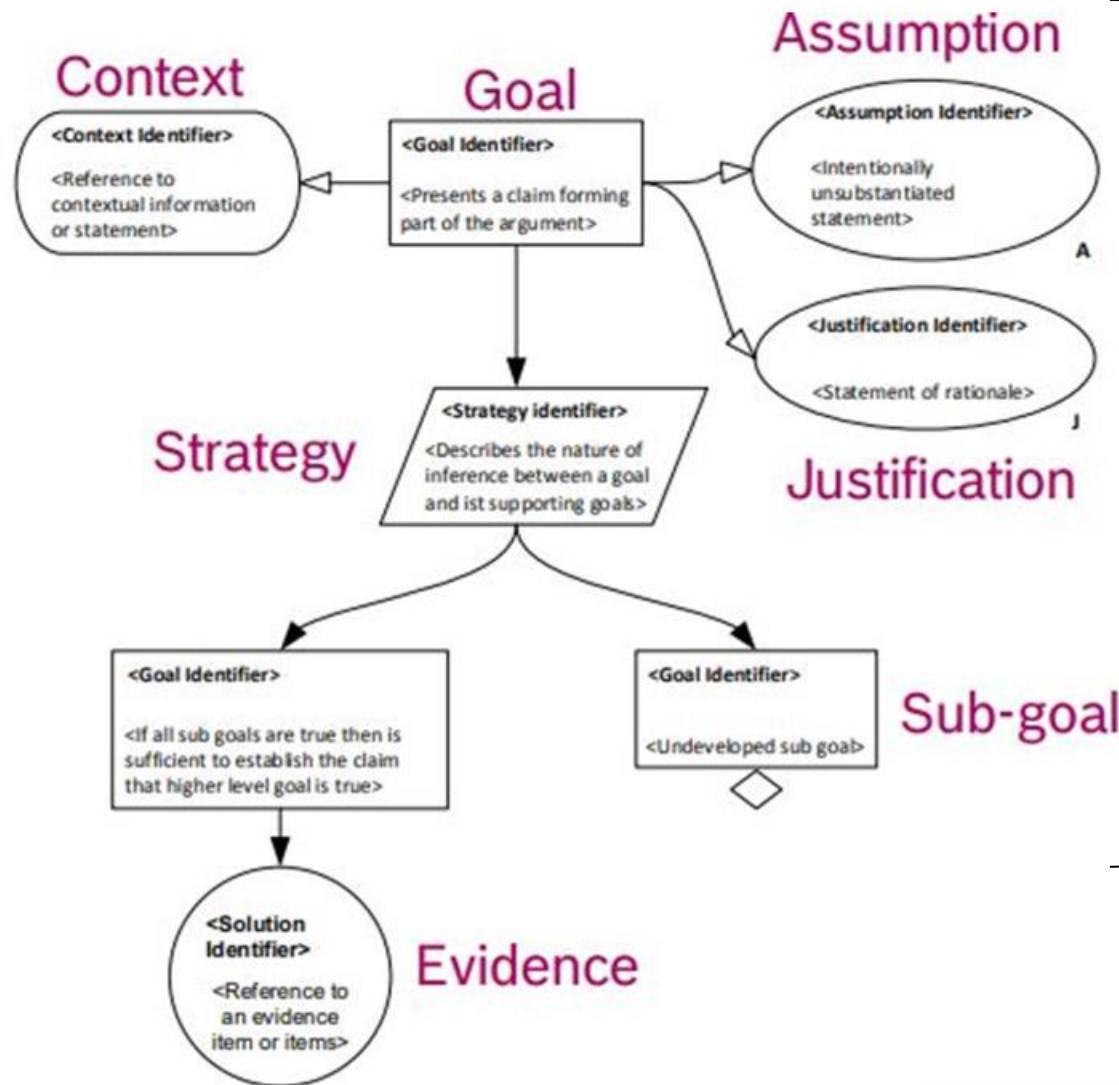 Context
<Context Identifier>
<Reference to
contextual information
or statement>
Goal
<Goal Identifier>
<Presents a claim forming
part of the argument>
Assumption
<Assumption Identifier>
<Intentionally
unsubstantiated
statement>
A
<Justification Identifier>
<Statement of rationale>
J
Justification
Strategy
<Strategy identifier>
<Describes the nature of
inference between a goal
and ist supporting goals>
<Goal Identifier>
<If all sub goals are true then is
sufficient to establish the claim
that higher level goal is true>
<Goal Identifier>
<Undeveloped sub goal>
Sub-goal
<Solution
Identifier>
<Reference to
an evidence
item or items>
Evidence